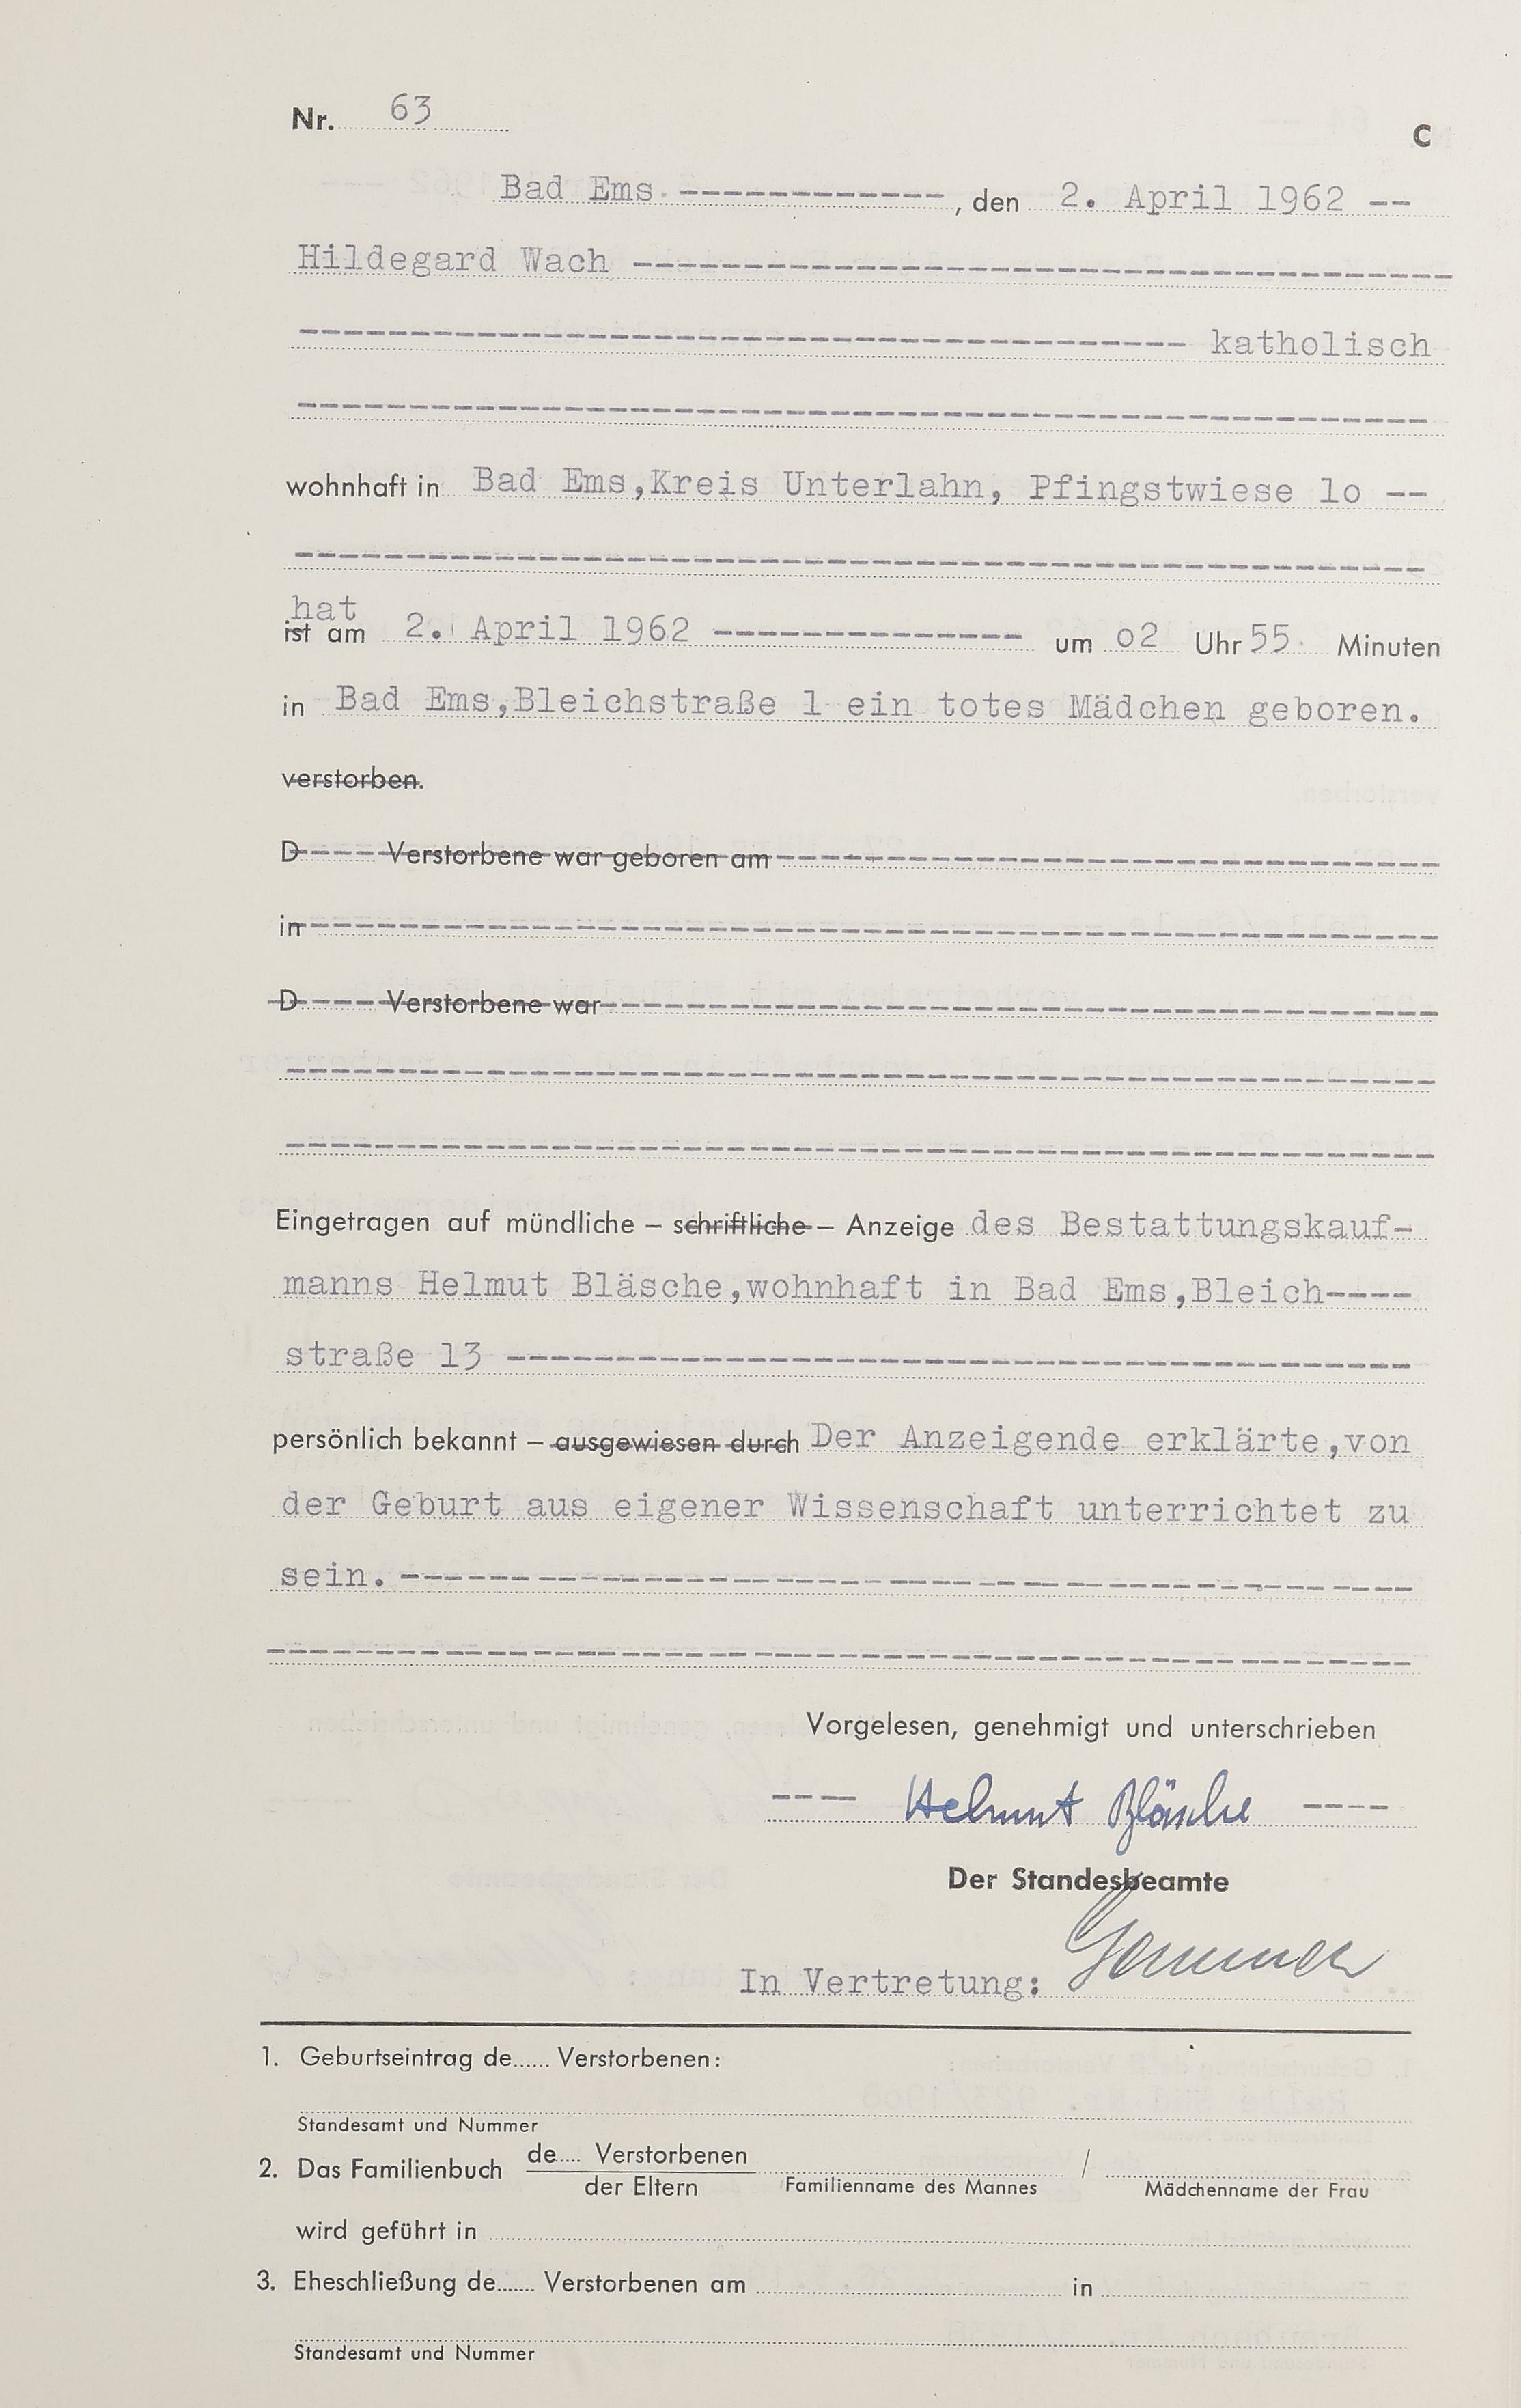 Nr. 63
C
Bad Ems ------------, den 2. April 1962 --
Hildegard Wach -------------------------------------
---------------------------------------- katholisch
---------------------------------------------------
wohnhaft in Bad Ems,Kreis Unterlahn, Pfingstwiese lo --
---------------------------------------------------
hat
ist am 2. April 1962 -------------- um o2 Uhr 55 Minuten
in Bad Ems,Bleichstraße 1 ein totes Mädchen geboren.
verstorben.
D---- Verstorbene war geboren am ------------------------------
in --------------------------------------------------
D---- Verstorbene war --------------------------------------
---------------------------------------------------
---------------------------------------------------
Eingetragen auf mündliche – schriftliche – Anzeige des Bestattungskauf-
manns Helmut Bläsche,wohnhaft in Bad Ems,Bleich----
straße 13 -----------------------------------------
persönlich bekannt – ausgewiesen durch Der Anzeigende erklärte,von
der Geburt aus eigener Wissenschaft unterrichtet zu
sein.----------------------------------------------
---------------------------------------------------
Vorgelesen, genehmigt und unterschrieben
---- Helmut Bläsche ----
Der Standesbeamte
In Vertretung:
1. Geburtseintrag de...... Verstorbenen:
Standesamt und Nummer
2. Das Familienbuch de..... Verstorbenen /
der Eltern Familienname des Mannes Mädchenname der Frau
wird geführt in
3. Eheschließung de....... Verstorbenen am in
Standesamt und Nummer